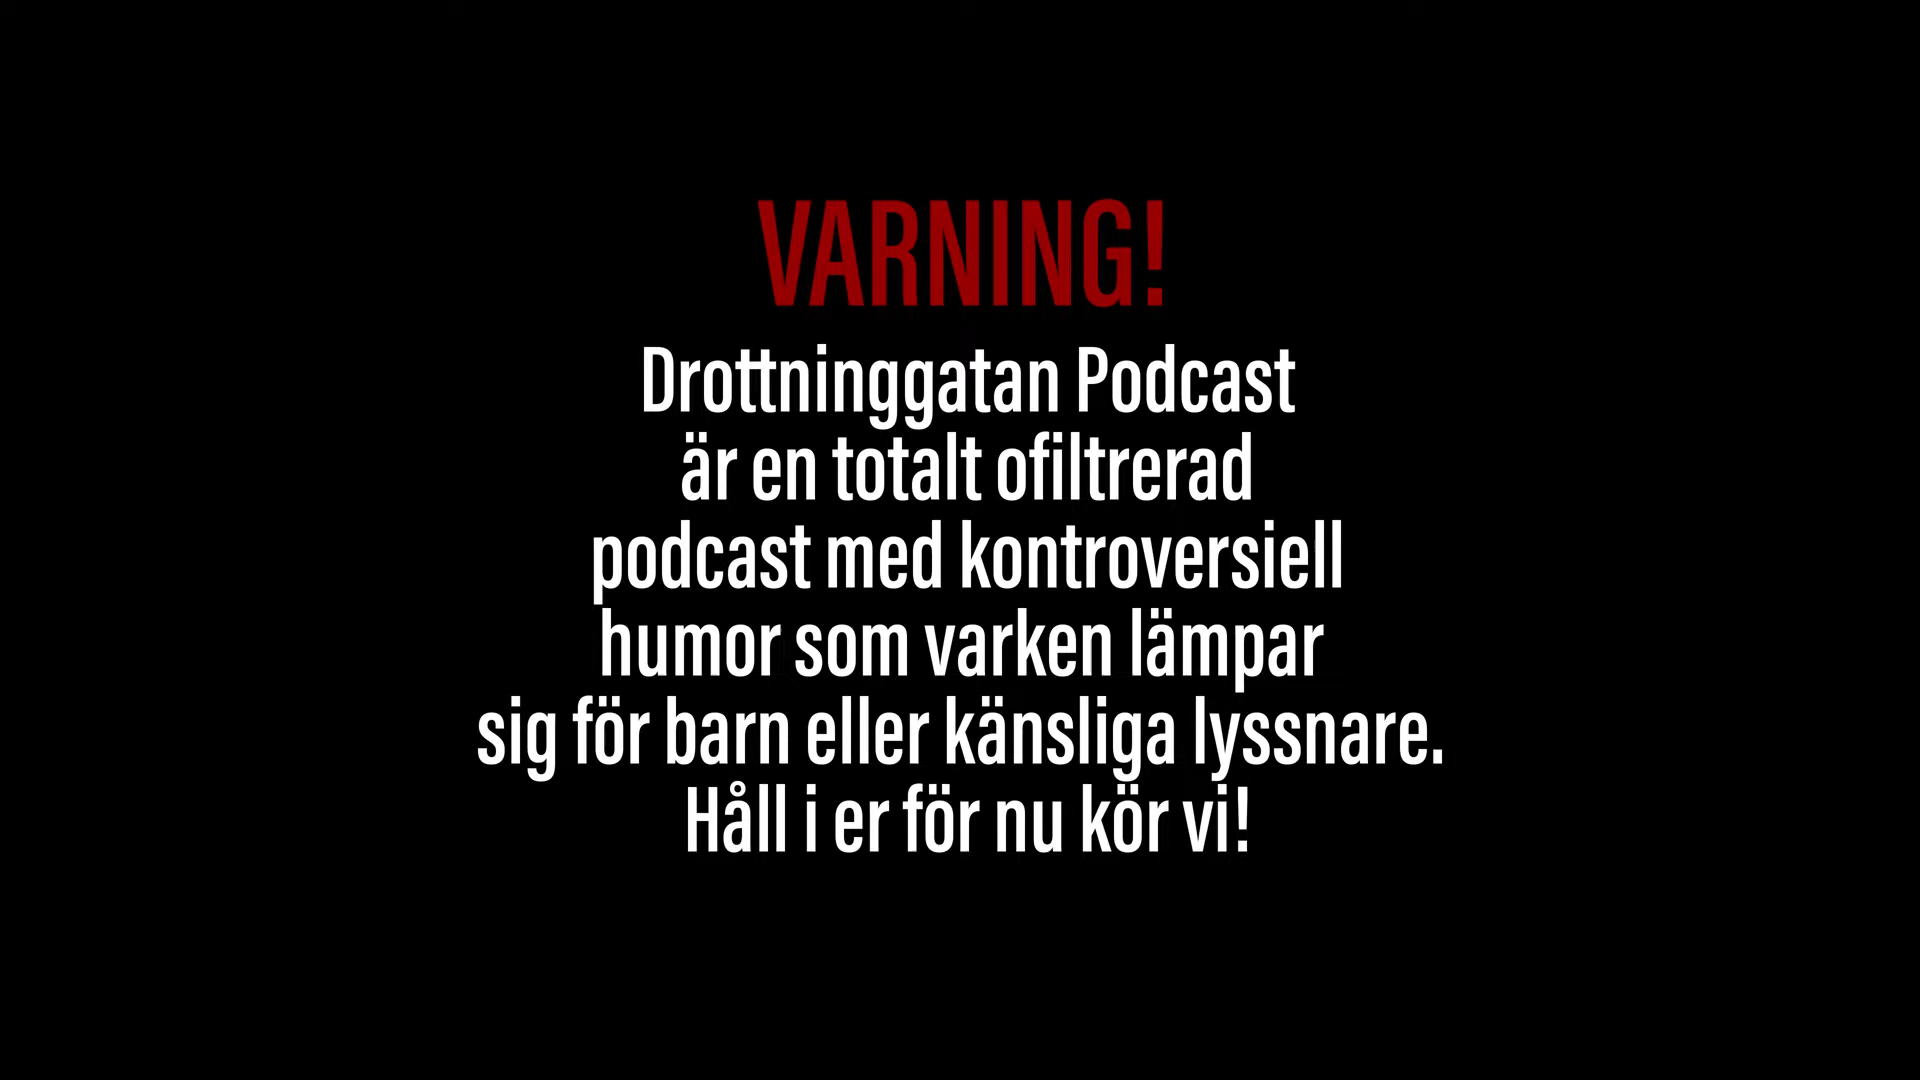 VARNING!
Drottninggatan Podcast
är en totalt ofiltrerad
podcast med kontroversiell
humor som varken lämpar
sig för barn eller känsliga lyssnare.
Håll i er för nu kör vi!